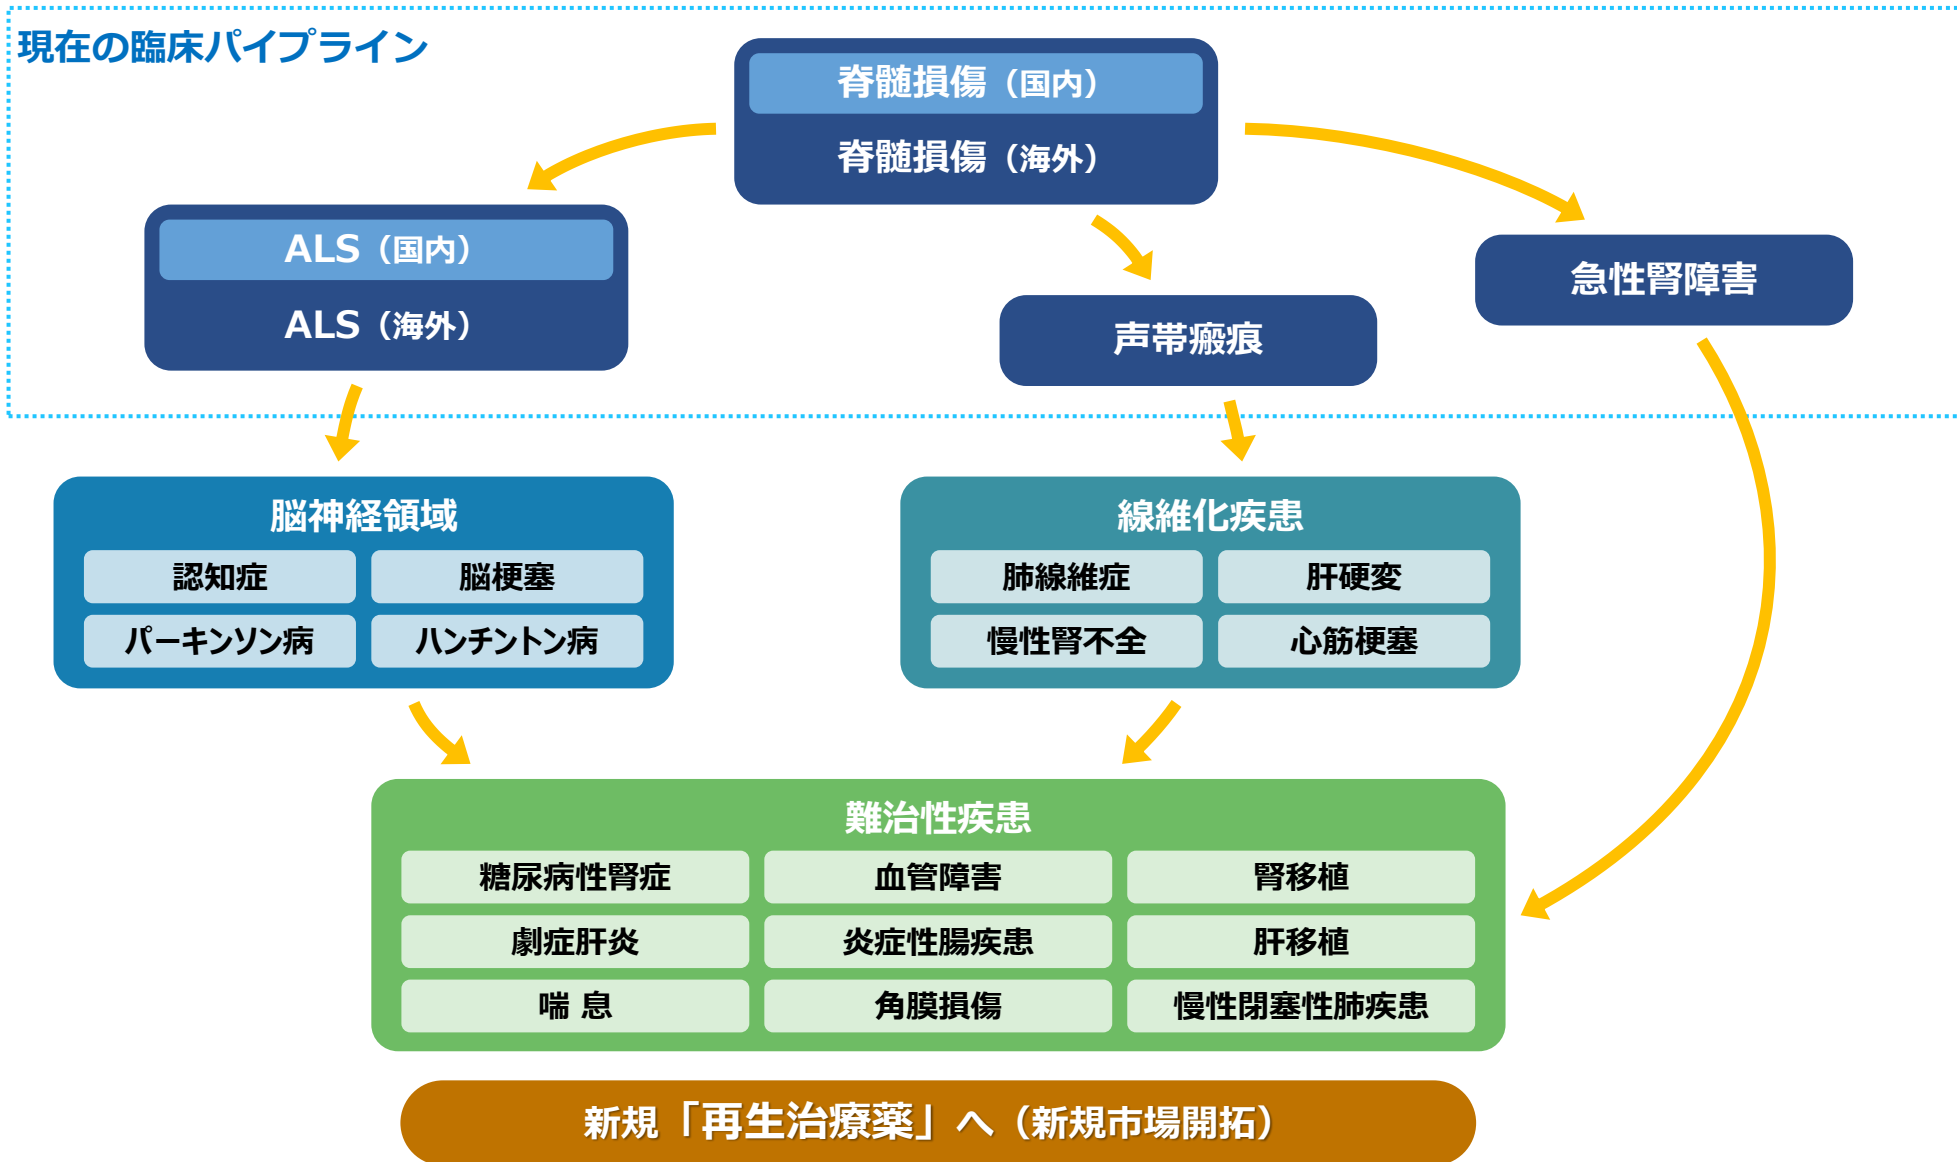 現在の臨床パイプライン
脊髄損傷（国内）
脊髄損傷（海外）
ALS（国内）
ALS（海外）
急性腎障害
声帯瘢痕
脳神経領域
認知症
脳梗塞
パーキンソン病
ハンチントン病
線維化疾患
肺線維症
肝硬変
慢性腎不全
心筋梗塞
難治性疾患
糖尿病性腎症
血管障害
腎移植
劇症肝炎
炎症性腸疾患
肝移植
喘 息
角膜損傷
慢性閉塞性肺疾患
新規「再生治療薬」へ（新規市場開拓）